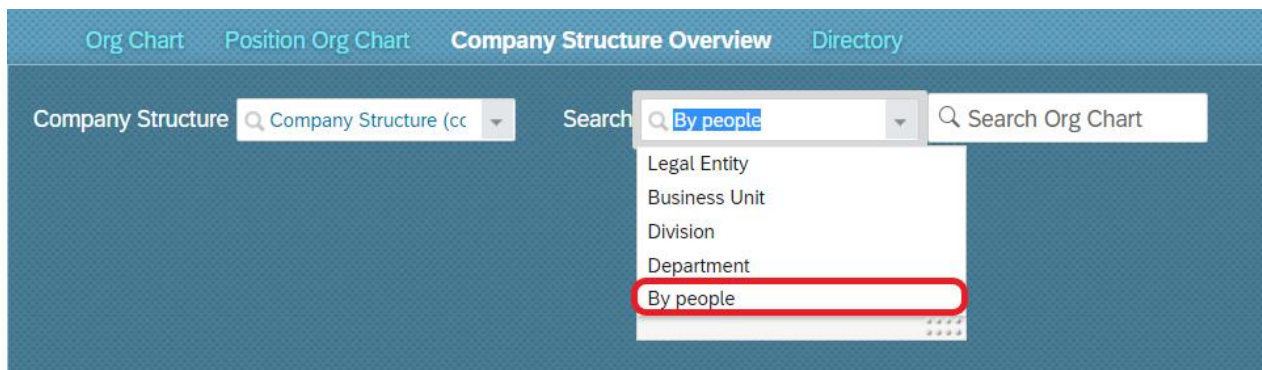 Org Chart Position Org Chart Company Structure Overview Directory
Company Structure Company Structure (cc Search By people Search Org Chart
Legal Entity
Business Unit
Division
Department
By people